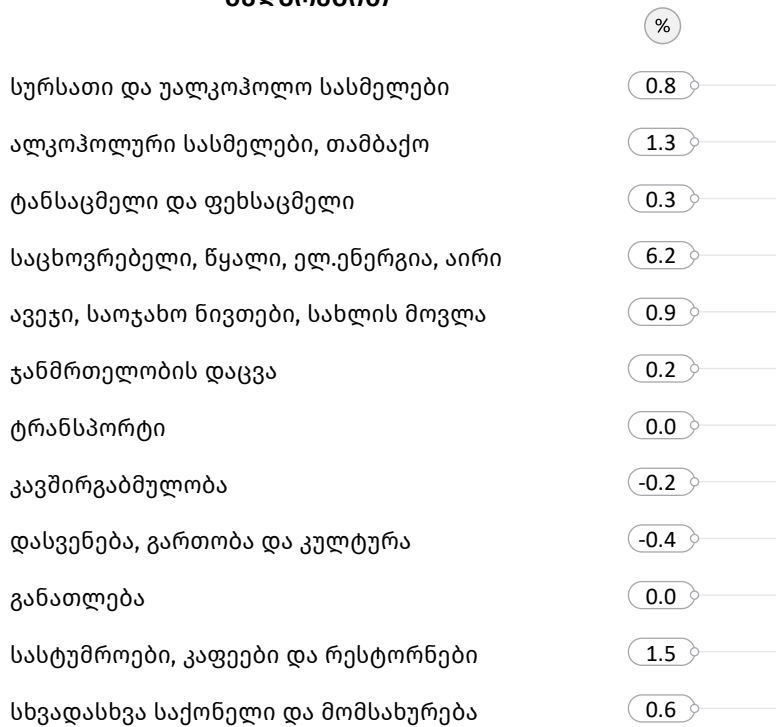 %
სურსათი და უალკოჰოლო სასმელები 0.8
ალკოჰოლური სასმელები, თამბაქო 1.3
ტანსაცმელი და ფეხსაცმელი 0.3
საცხოვრებელი, წყალი, ელ.ენერგია, აირი 6.2
ავეჯი, საოჯახო ნივთები, სახლის მოვლა 0.9
ჯანმრთელობის დაცვა 0.2
ტრანსპორტი 0.0
კავშირგაბმულობა -0.2
დასვენება, გართობა და კულტურა -0.4
განათლება 0.0
სასტუმროები, კაფეები და რესტორნები 1.5
სხვადასხვა საქონელი და მომსახურება 0.6